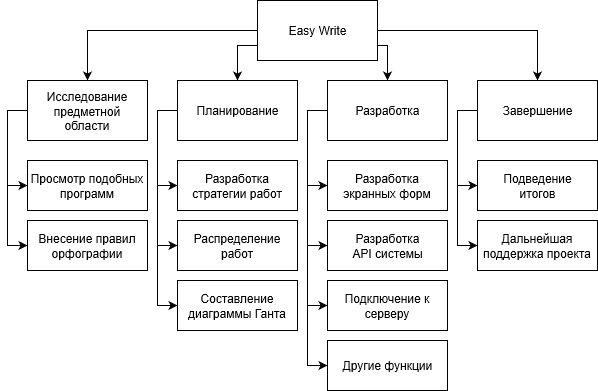 Easy Write
Исследование
предметной
области
Планирование
Разработка
Завершение
Просмотр подобных
программ
Разработка
стратегии работ
Разработка
экранных форм
Подведение
итогов
Внесение правил
орфографии
Распределение
работ
Разработка
API системы
Дальнейшая
поддержка проекта
Составление
диаграммы Ганта
Подключение к
серверу
Другие функции